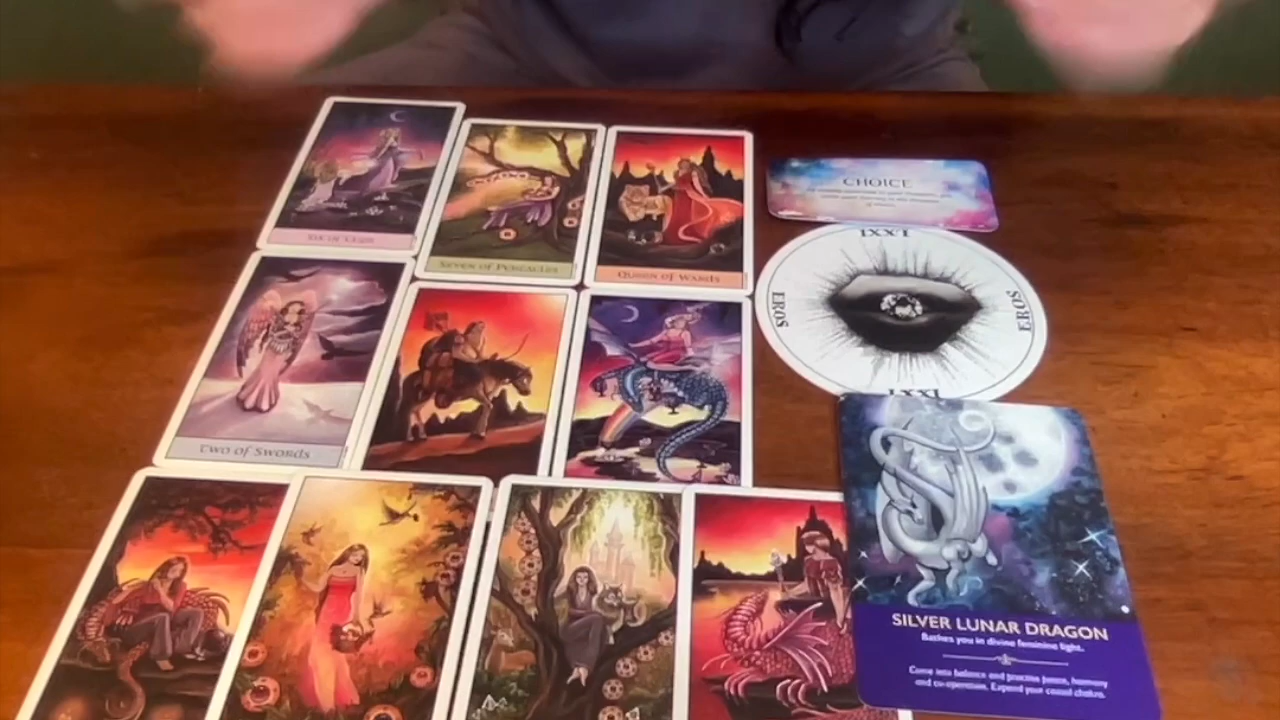 SEVEN OF PENTACLES
QUEEN OF WANDS
TWO OF SWORDS
CHOICE
IXXI
EROS
EROS
IXXI
SILVER LUNAR DRAGON
Bathes you in divine feminine light.
Come into balance and practise peace, harmony
and co-operation. Expand your causal chakra.